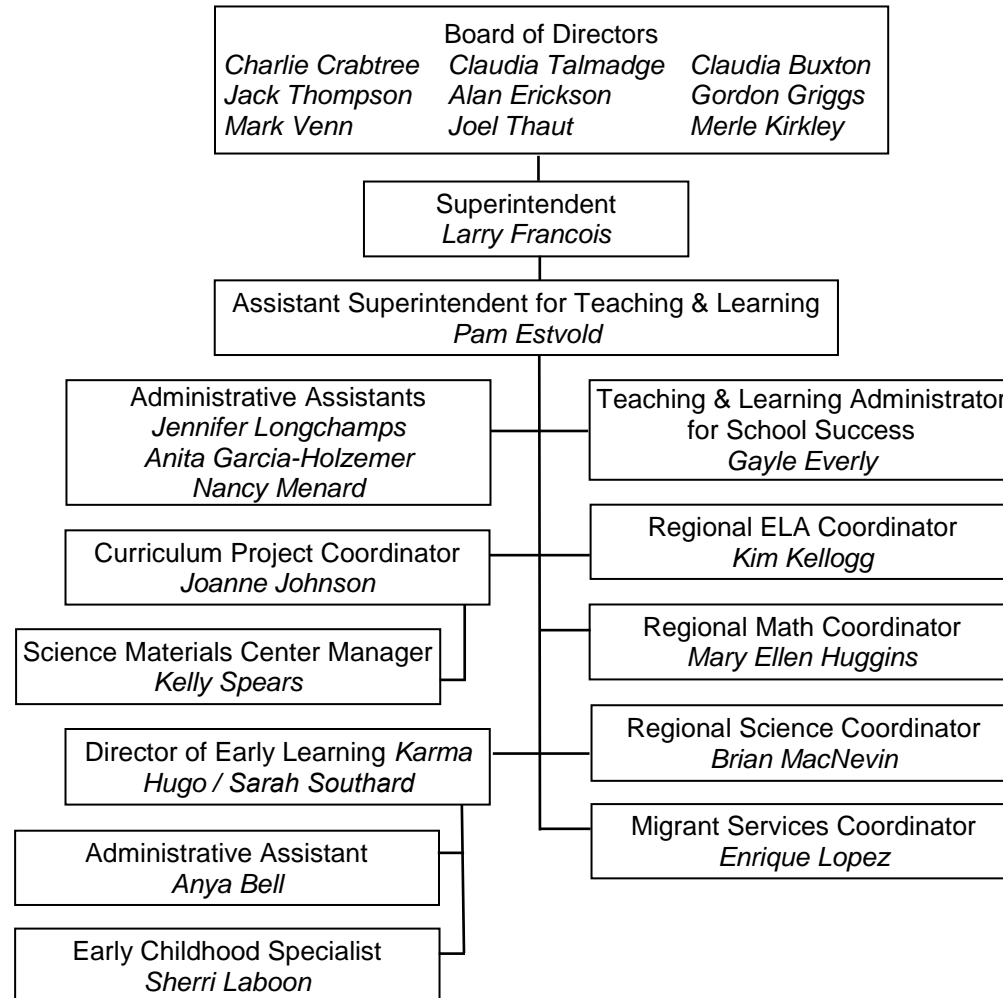 Board of Directors
Charlie Crabtree Claudia Talmadge Claudia Buxton
Jack Thompson Alan Erickson Gordon Griggs
Mark Venn Joel Thaut Merle Kirkley
Superintendent
Larry Francois
Assistant Superintendent for Teaching & Learning
Pam Estvold
Administrative Assistants
Jennifer Longchamps
Anita Garcia-Holzemer
Nancy Menard
Teaching & Learning Administrator
for School Success
Gayle Everly
Curriculum Project Coordinator
Joanne Johnson
Regional ELA Coordinator
Kim Kellogg
Science Materials Center Manager
Kelly Spears
Regional Math Coordinator
Mary Ellen Huggins
Director of Early Learning Karma
Hugo / Sarah Southard
Regional Science Coordinator
Brian MacNevin
Administrative Assistant
Anya Bell
Migrant Services Coordinator
Enrique Lopez
Early Childhood Specialist
Sherri Laboon